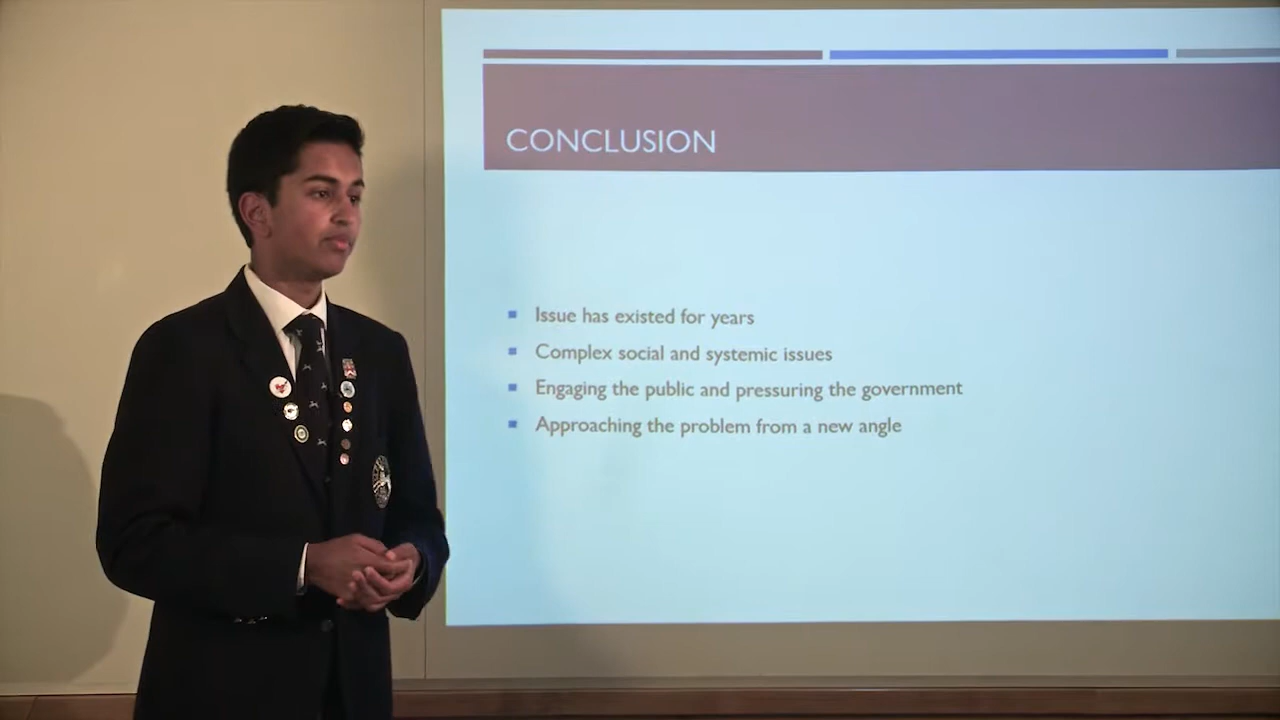 CONCLUSION
Issue has existed for years
Complex social and systemic issues
Engaging the public and pressuring the government
Approaching the problem from a new angle